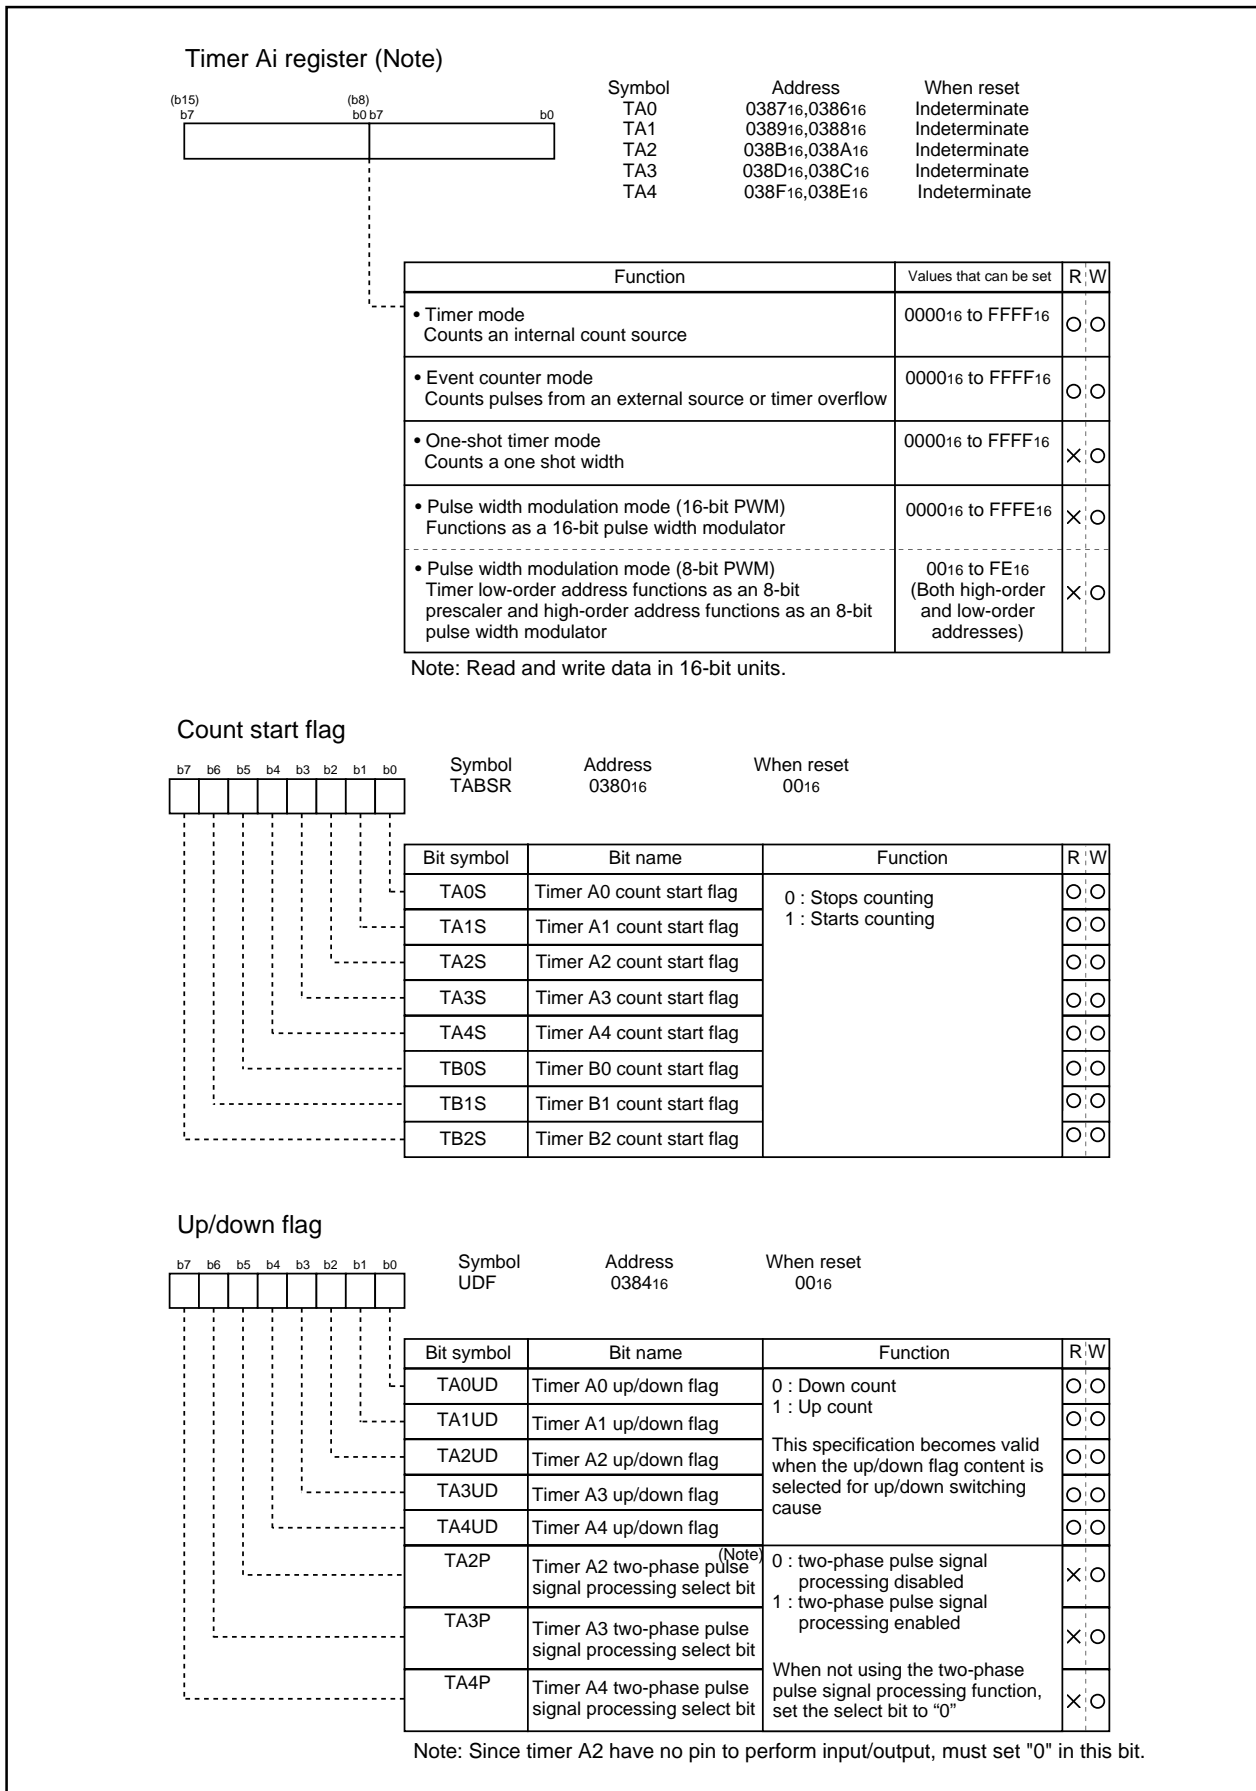 Timer Ai register (Note)
Symbol Address When reset
TA0 038716,038616 Indeterminate
TA1 038916,038816 Indeterminate
TA2 038B16,038A16 Indeterminate
TA3 038D16,038C16 Indeterminate
TA4 038F16,038E16 Indeterminate
(b15) (b8)
b7 b0 b7 b0
Function Values that can be set R W
• Timer mode 000016 to FFFF16
Counts an internal count source
• Event counter mode 000016 to FFFF16
Counts pulses from an external source or timer overflow
• One-shot timer mode 000016 to FFFF16
Counts a one shot width
• Pulse width modulation mode (16-bit PWM) 000016 to FFFE16
Functions as a 16-bit pulse width modulator
• Pulse width modulation mode (8-bit PWM) 0016 to FE16
Timer low-order address functions as an 8-bit (Both high-order
prescaler and high-order address functions as an 8-bit and low-order
pulse width modulator addresses)
Note: Read and write data in 16-bit units.
Count start flag
b7 b6 b5 b4 b3 b2 b1 b0
Symbol Address When reset
TABSR 038016 0016
Bit symbol Bit name Function R W
TA0S Timer A0 count start flag 0 : Stops counting
1 : Starts counting
TA1S Timer A1 count start flag
TA2S Timer A2 count start flag
TA3S Timer A3 count start flag
TA4S Timer A4 count start flag
TB0S Timer B0 count start flag
TB1S Timer B1 count start flag
TB2S Timer B2 count start flag
Up/down flag
b7 b6 b5 b4 b3 b2 b1 b0
Symbol Address When reset
UDF 038416 0016
Bit symbol Bit name Function R W
TA0UD Timer A0 up/down flag 0 : Down count
1 : Up count
TA1UD Timer A1 up/down flag
This specification becomes valid
TA2UD Timer A2 up/down flag when the up/down flag content is
selected for up/down switching
TA3UD Timer A3 up/down flag cause
TA4UD Timer A4 up/down flag
(Note)
TA2P Timer A2 two-phase pulse 0 : two-phase pulse signal
signal processing select bit processing disabled
1 : two-phase pulse signal
TA3P Timer A3 two-phase pulse processing enabled
signal processing select bit
When not using the two-phase
TA4P Timer A4 two-phase pulse pulse signal processing function,
signal processing select bit set the select bit to “0”
Note: Since timer A2 have no pin to perform input/output, must set "0" in this bit.